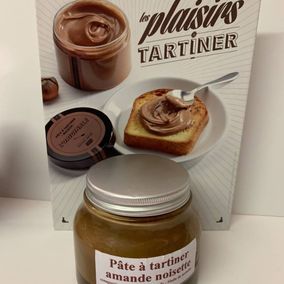 les
plaisirs
TARTINER
Pâte à tartiner
amande noisette